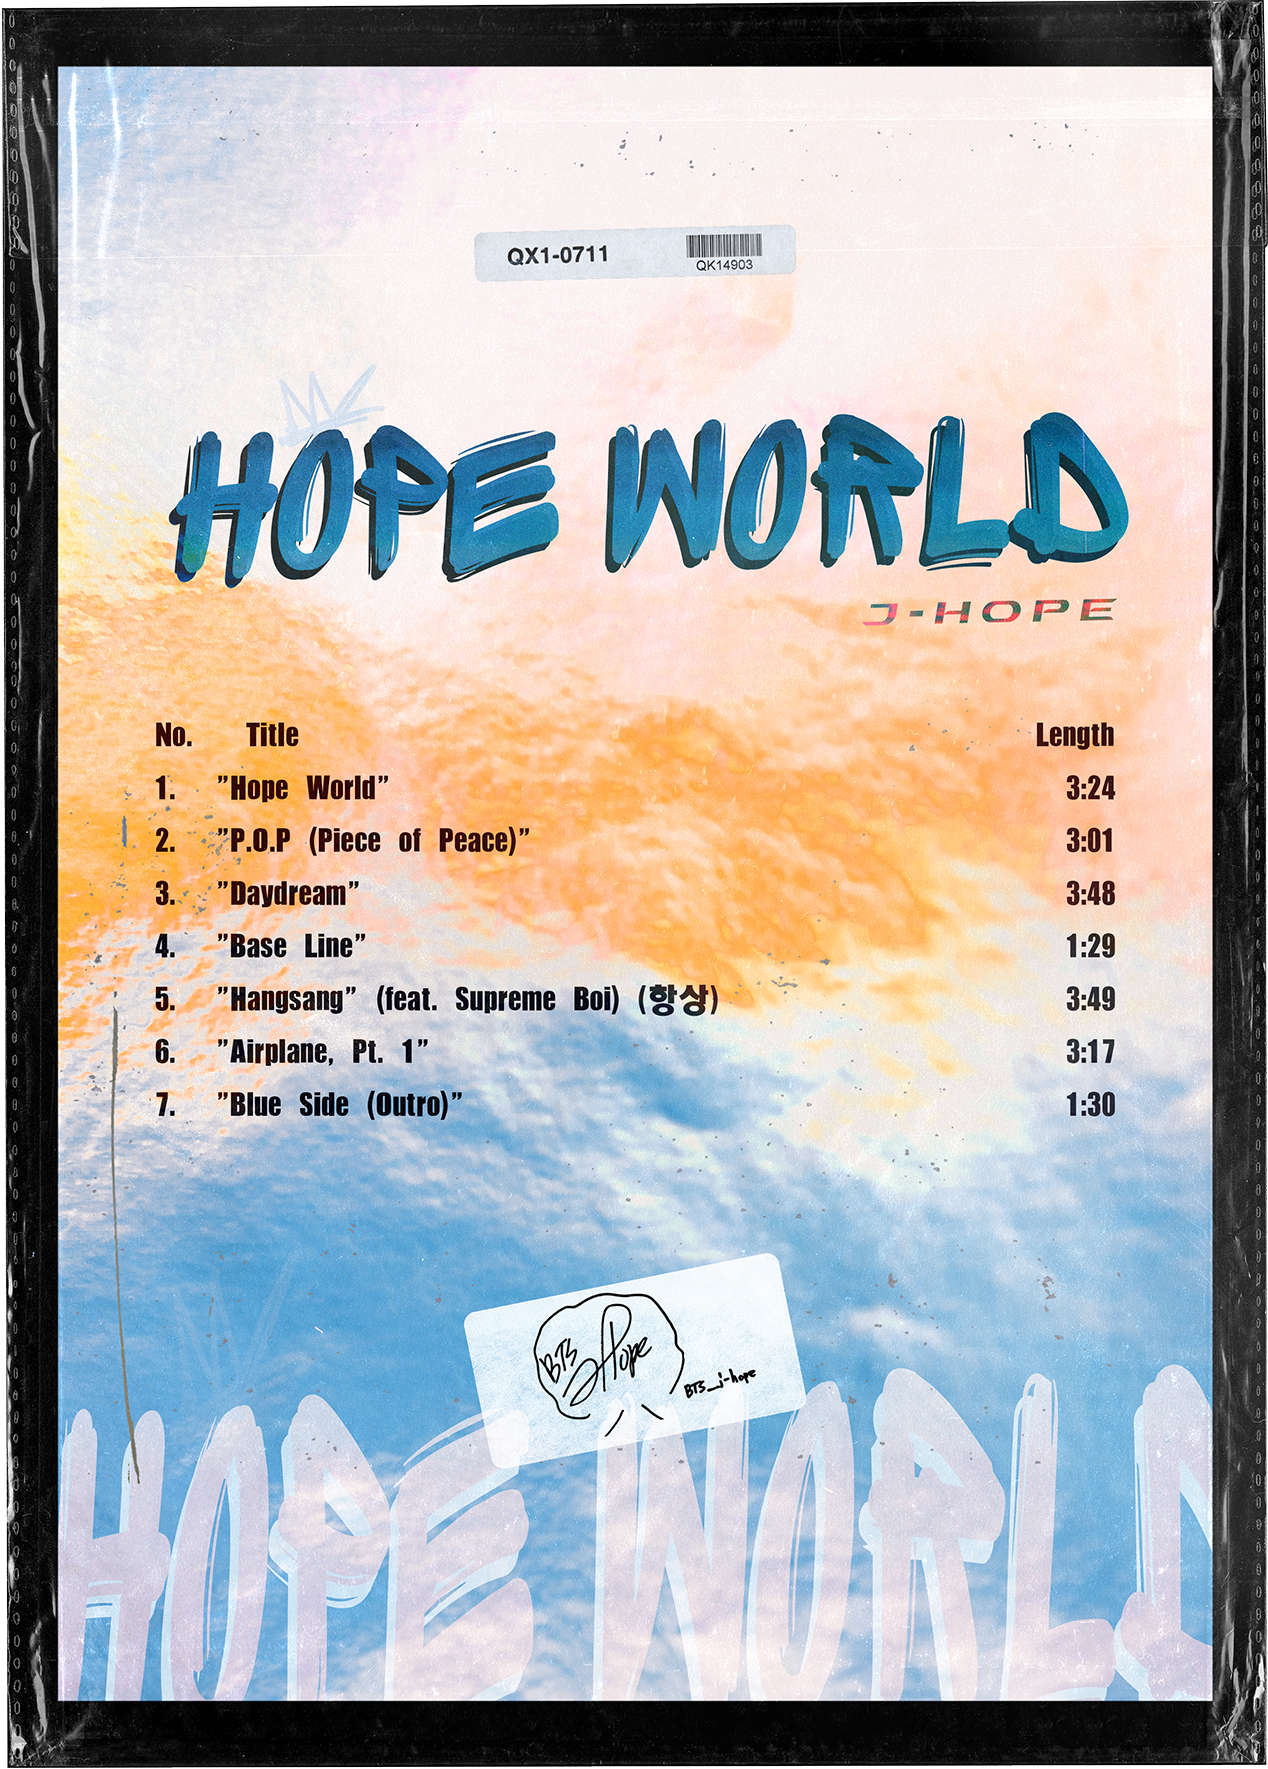 QX1-0711
QK14903
HOPE WORLD
J-HOPE
No. Title Length
1. ”Hope World” 3:24
2. ”P.O.P (Piece of Peace)” 3:01
3. ”Daydream” 3:48
4. ”Base Line” 1:29
5. ”Hangsang” (feat. Supreme Boi) (항상) 3:49
6. ”Airplane, Pt. 1” 3:17
7. ”Blue Side (Outro)” 1:30
BTS
J Hope
BTS_j-hope
HOPE WORLD